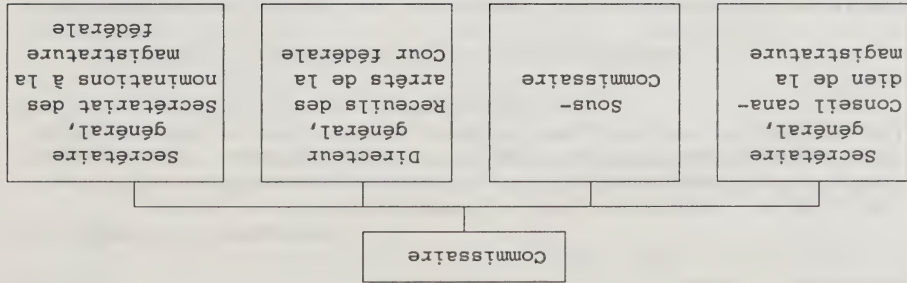 Commissaire
Secrétaire
général,
Conseil cana-
dien de la
magistrature
Sous-
Commissaire
Directeur
général,
Receuils des
arrêts de la
Cour fédérale
Secrétaire
général,
Secrétariat des
nominations à la
magistrature
fédérale